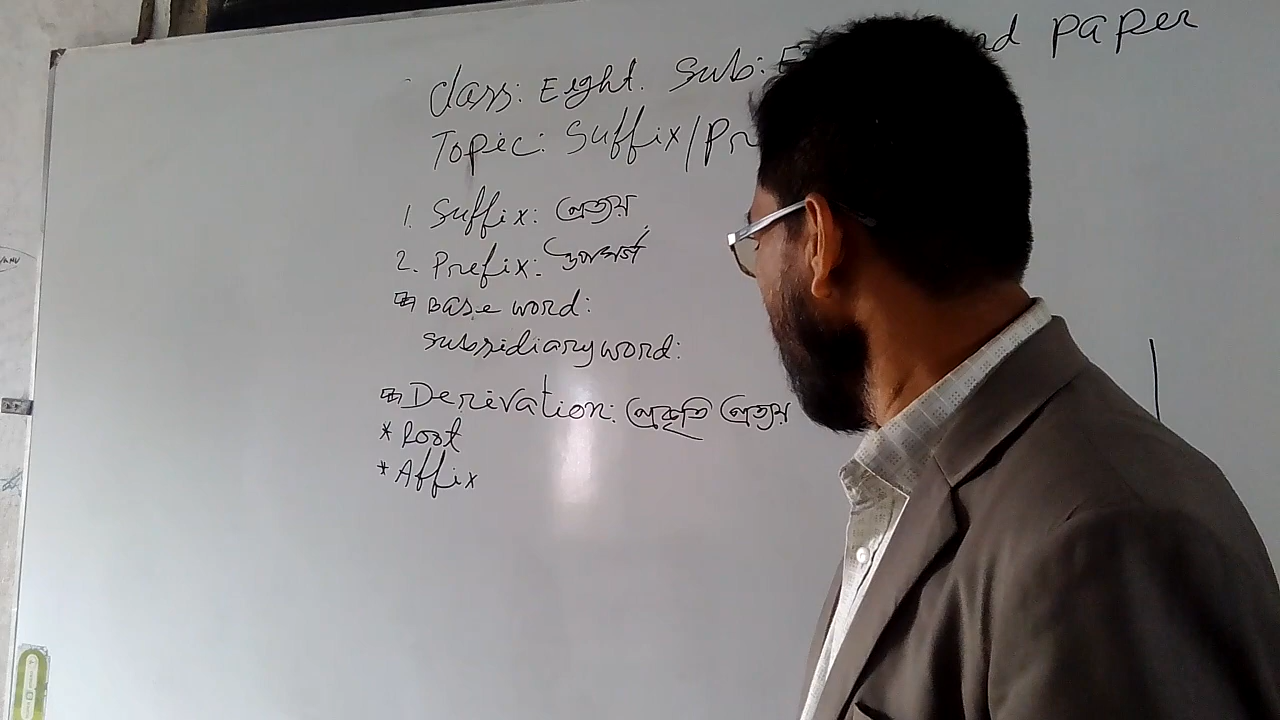 Class: Eight. Sub: E nd paper
Topic: Suffix/Pr
1. Suffix: প্রত্যয়
2. Prefix: উপসর্গ
Base word:
subsidiary word:
Derivation: প্রকৃতি প্রত্যয়
* Root
* Affix